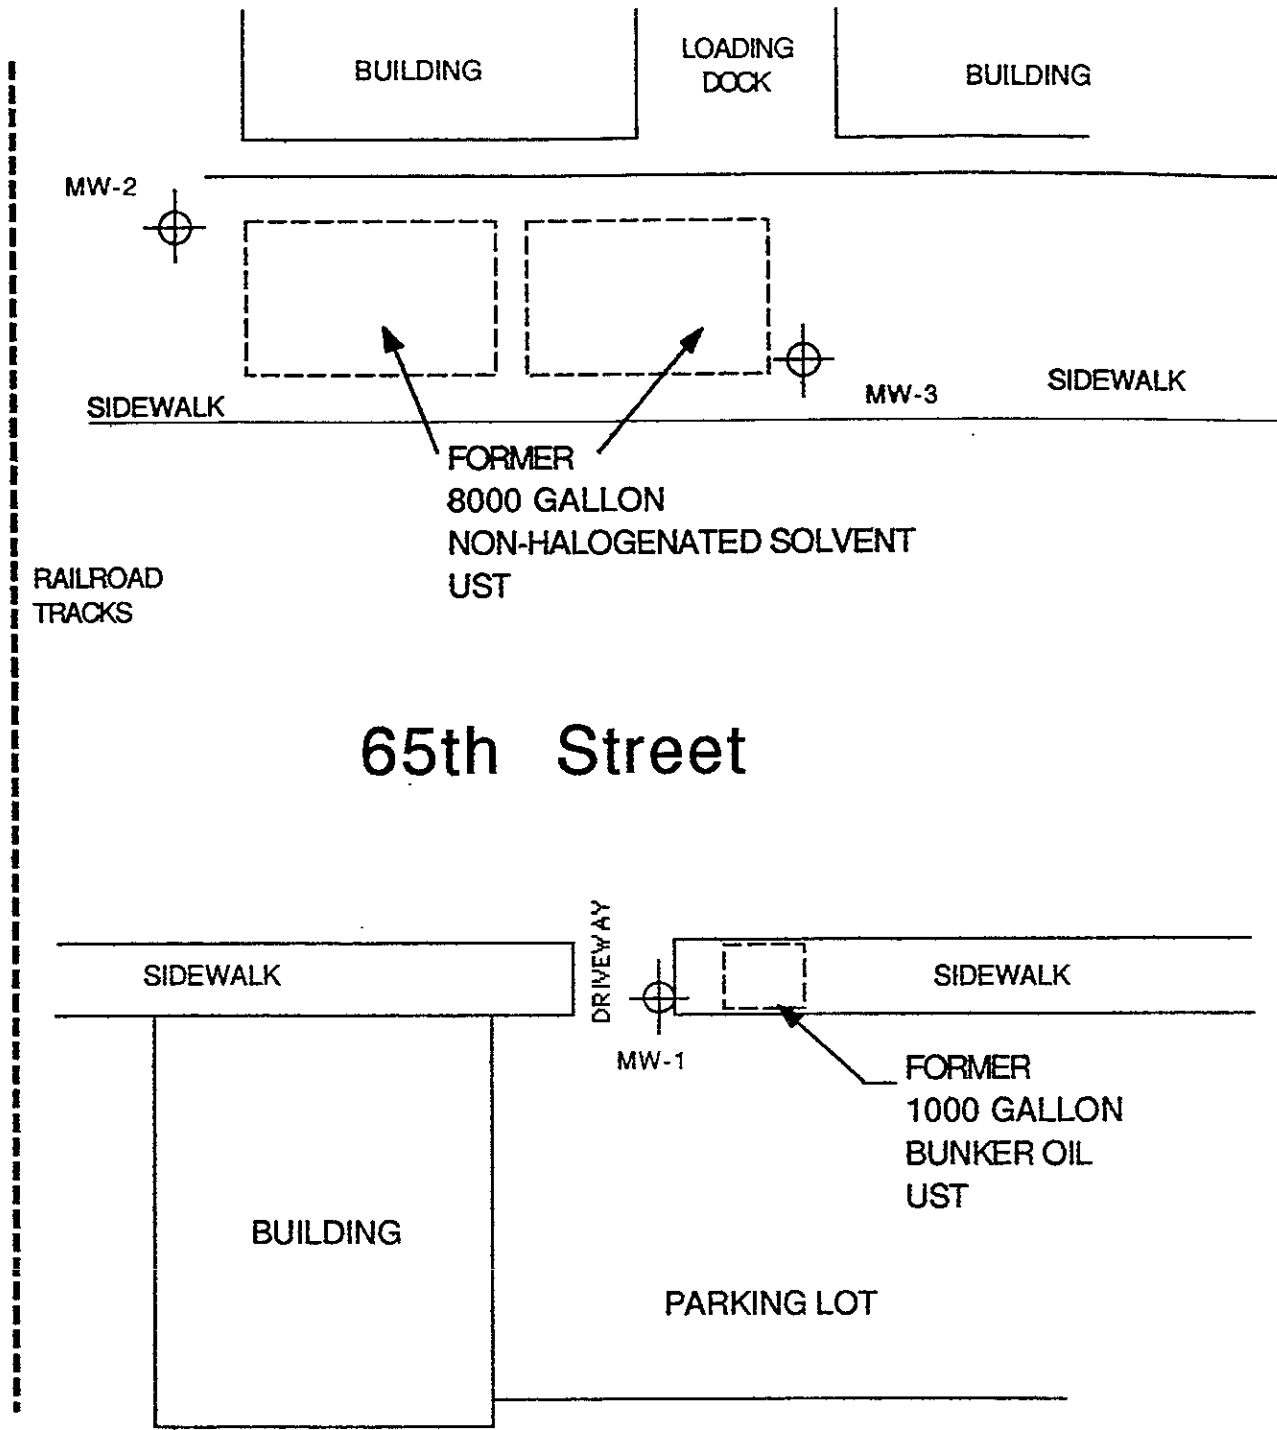 BUILDING
LOADING
DOCK
BUILDING
MW-2
SIDEWALK
MW-3
SIDEWALK
FORMER
8000 GALLON
NON-HALOGENATED SOLVENT
UST
RAILROAD
TRACKS
65th Street
SIDEWALK
DRIVEWAY
SIDEWALK
MW-1
FORMER
1000 GALLON
BUNKER OIL
UST
BUILDING
PARKING LOT